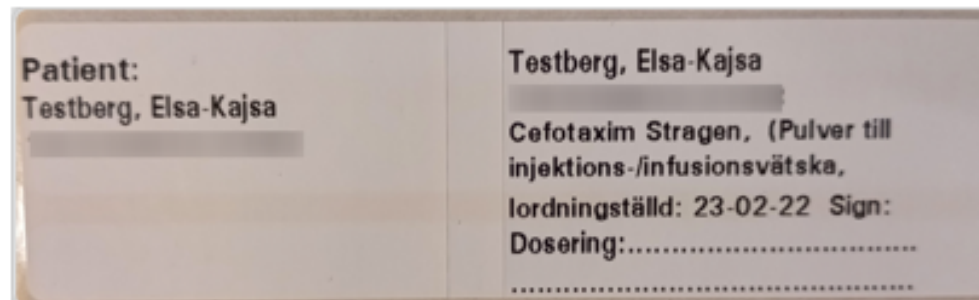 Patient:
Testberg, Elsa-Kajsa
Testberg, Elsa-Kajsa
Cefotaxim Stragen, (Pulver till
injektions-/infusionsvätska,
Iordningställd: 23-02-22 Sign:
Dosering:.................................
..............................................